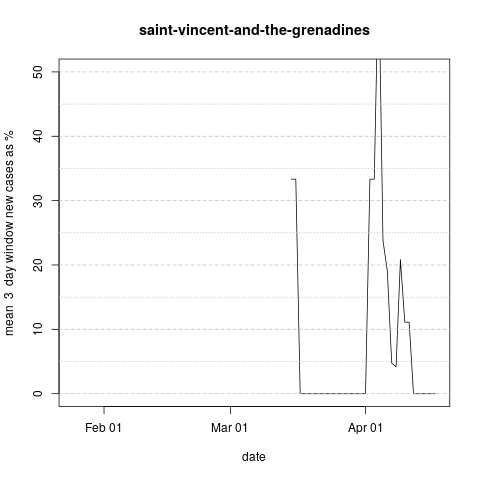 saint-vincent-and-the-grenadines
mean 3 day window new cases as %
50
40
30
20
10
0
Feb 01
Mar 01
Apr 01
date